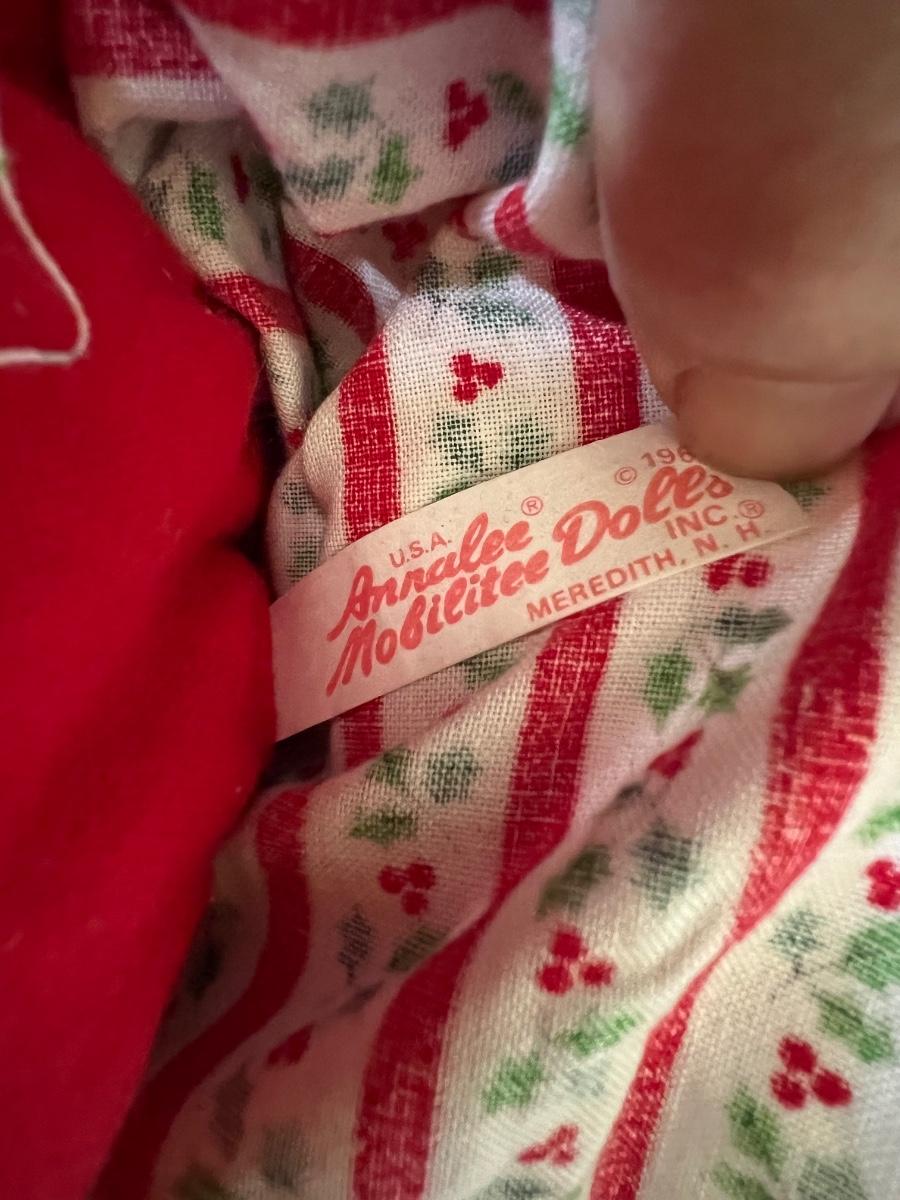 © 196
U.S.A. Annalee® Dolls
Mobilitee INC.®
MEREDITH, N. H